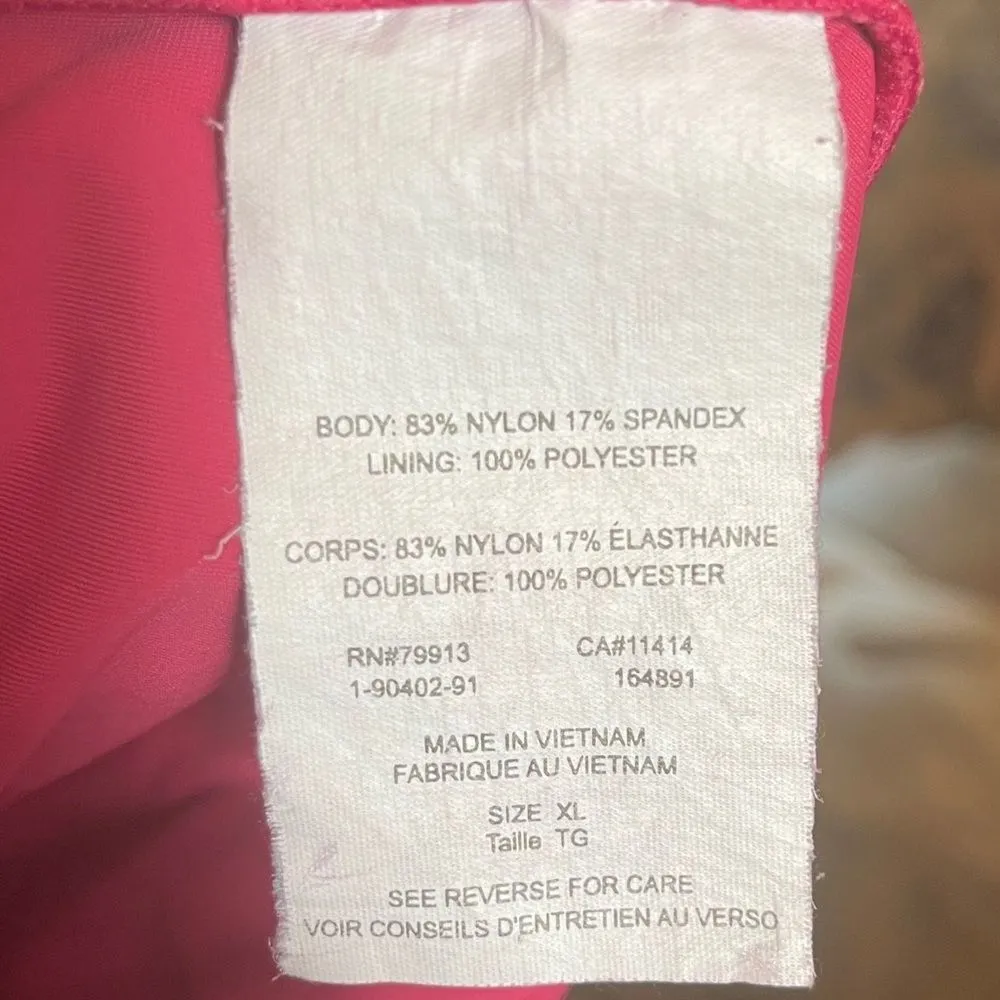 BODY: 83% NYLON 17% SPANDEX
LINING: 100% POLYESTER
CORPS: 83% NYLON 17% ÉLASTHANNE
DOUBLURE: 100% POLYESTER
RN#79913 CA#11414
1-90402-91 164891
MADE IN VIETNAM
FABRIQUE AU VIETNAM
SIZE XL
Taille TG
SEE REVERSE FOR CARE
VOIR CONSEILS D'ENTRETIEN AU VERSO